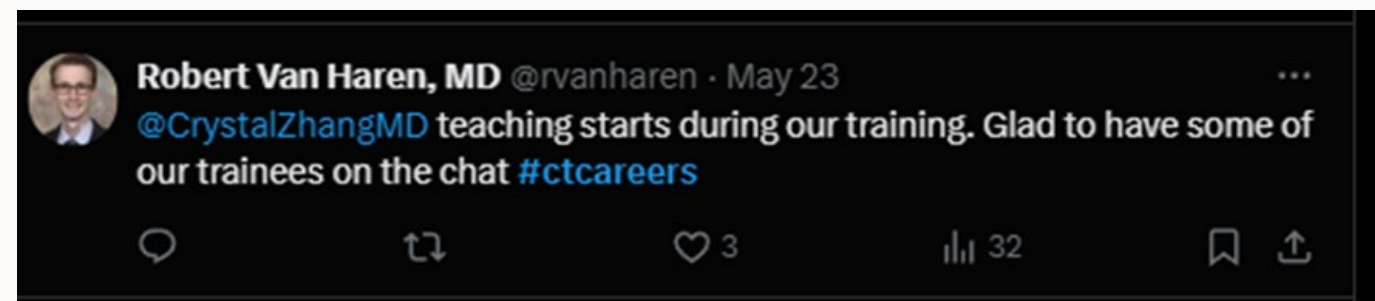 Robert Van Haren, MD @rvanharen · May 23
@CrystalZhangMD teaching starts during our training. Glad to have some of
our trainees on the chat #ctcareers
3 32